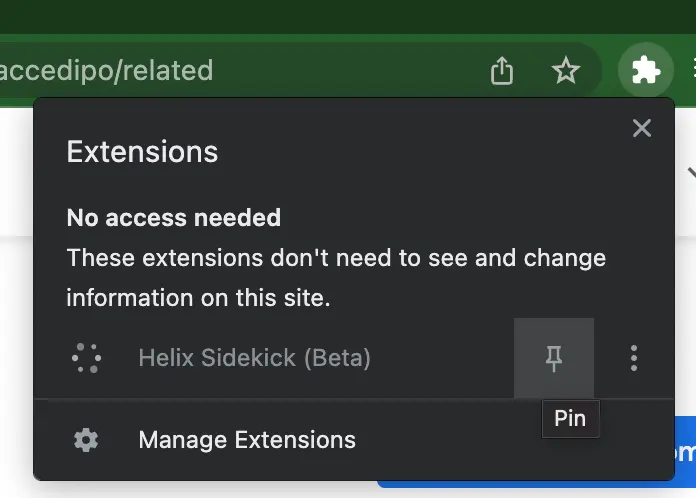 accedipo/related
Extensions
No access needed
These extensions don't need to see and change
information on this site.
Helix Sidekick (Beta)
Pin
Manage Extensions